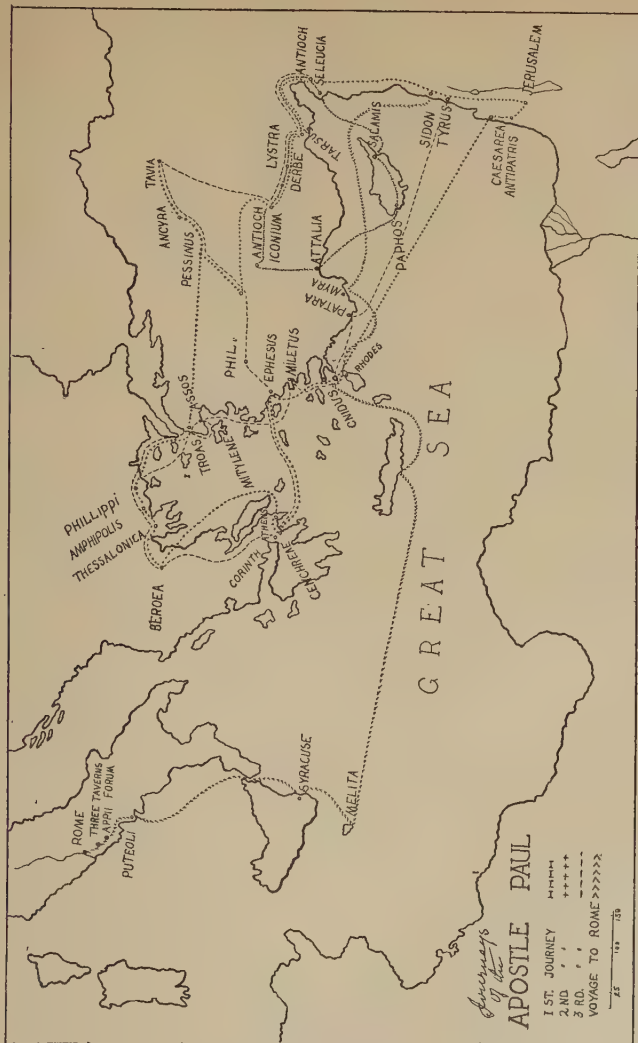 ROME
THREE TAVERNS
APPII FORUM
PUTEOLI
SYRACUSE
MELITA
PHILLIPPI
AMPHIPOLIS
THESSALONICA
BEROEA
CORINTH
ATHENS
CENCHREAE
TROAS
ASSOS
MITYLENE
PHIL.
EPHESUS
MILETUS
CNIDUS
RHODES
TAVIA
ANCYRA
PESSINUS
ANTIOCH
ICONIUM
LYSTRA
DERBE
TARSUS
ANTIOCH
SELEUCIA
ATTALIA
MYRA
PATARA
PAPHOS
SALAMIS
SIDON
TYRUS
CAESAREA
ANTIPATRIS
JERUSALEM
GREAT SEA
Journeys
of the
APOSTLE PAUL
1 ST. JOURNEY
2 ND. " " +++++
3 RD. " " -----
VOYAGE TO ROME >>>>>>